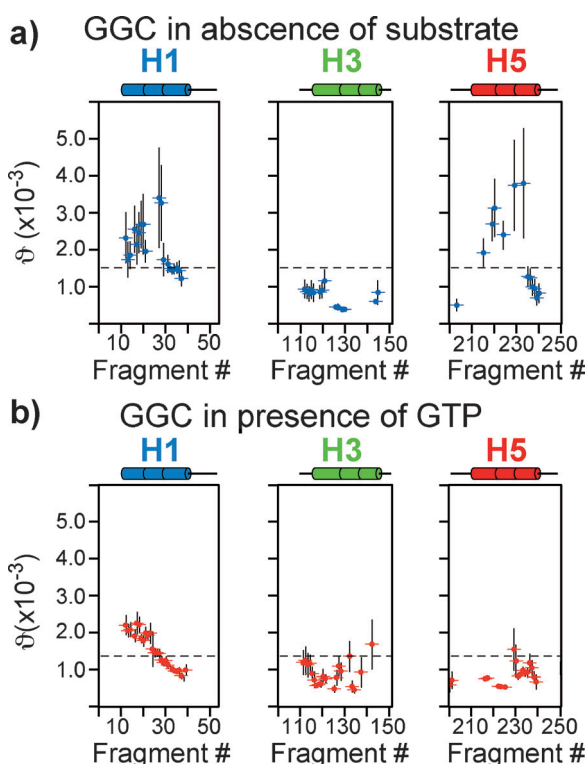 a) GGC in abscence of substrate
H1 H3 H5
ϑ (x10⁻³)
5.0
4.0
3.0
2.0
1.0
10 30 50 110 130 150 210 230 250
Fragment # Fragment # Fragment #
b) GGC in presence of GTP
H1 H3 H5
ϑ(x10⁻³)
5.0
4.0
3.0
2.0
1.0
10 30 50 110 130 150 210 230 250
Fragment # Fragment # Fragment #